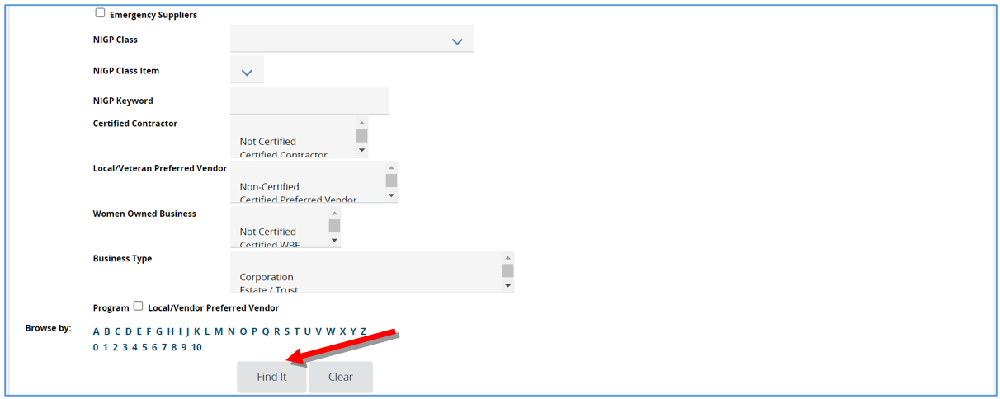 Emergency Suppliers
NIGP Class
NIGP Class Item
NIGP Keyword
Certified Contractor
Not Certified
Certified Contractor
Local/Veteran Preferred Vendor
Non-Certified
Certified Preferred Vendor
Women Owned Business
Not Certified
Certified WBE
Business Type
Corporation
Estate / Trust
Program Local/Vendor Preferred Vendor
Browse by: A B C D E F G H I J K L M N O P Q R S T U V W X Y Z
0 1 2 3 4 5 6 7 8 9 10
Find It Clear